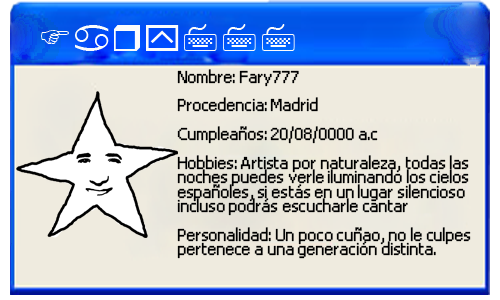 ☞♋❒⍓⌨⌨⌨
Nombre: Fary777
Procedencia: Madrid
Cumpleaños: 20/08/0000 a.c
Hobbies: Artista por naturaleza, todas las
noches puedes verle iluminando los cielos
españoles, si estás en un lugar silencioso
incluso podrás escucharle cantar
Personalidad: Un poco cuñao, no le culpes
pertenece a una generación distinta.